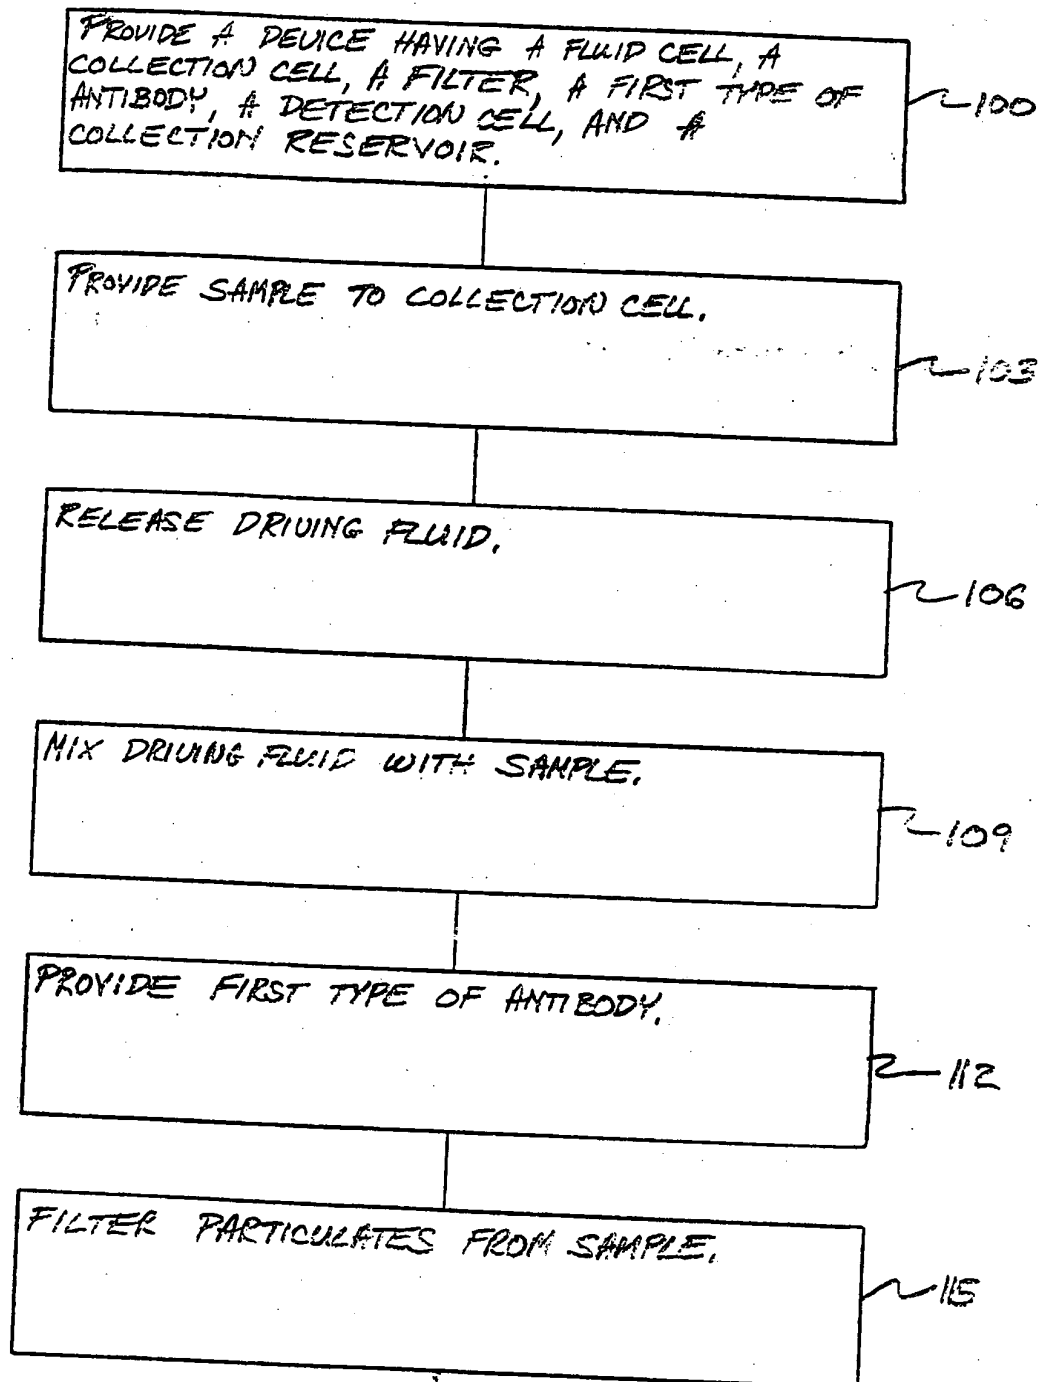 PROVIDE A DEVICE HAVING A FLUID CELL, A
COLLECTION CELL, A FILTER, A FIRST TYPE OF
ANTIBODY, A DETECTION CELL, AND A
COLLECTION RESERVOIR.
100
PROVIDE SAMPLE TO COLLECTION CELL.
103
RELEASE DRIVING FLUID.
106
MIX DRIVING FLUID WITH SAMPLE.
109
PROVIDE FIRST TYPE OF ANTIBODY.
112
FILTER PARTICULATES FROM SAMPLE.
115